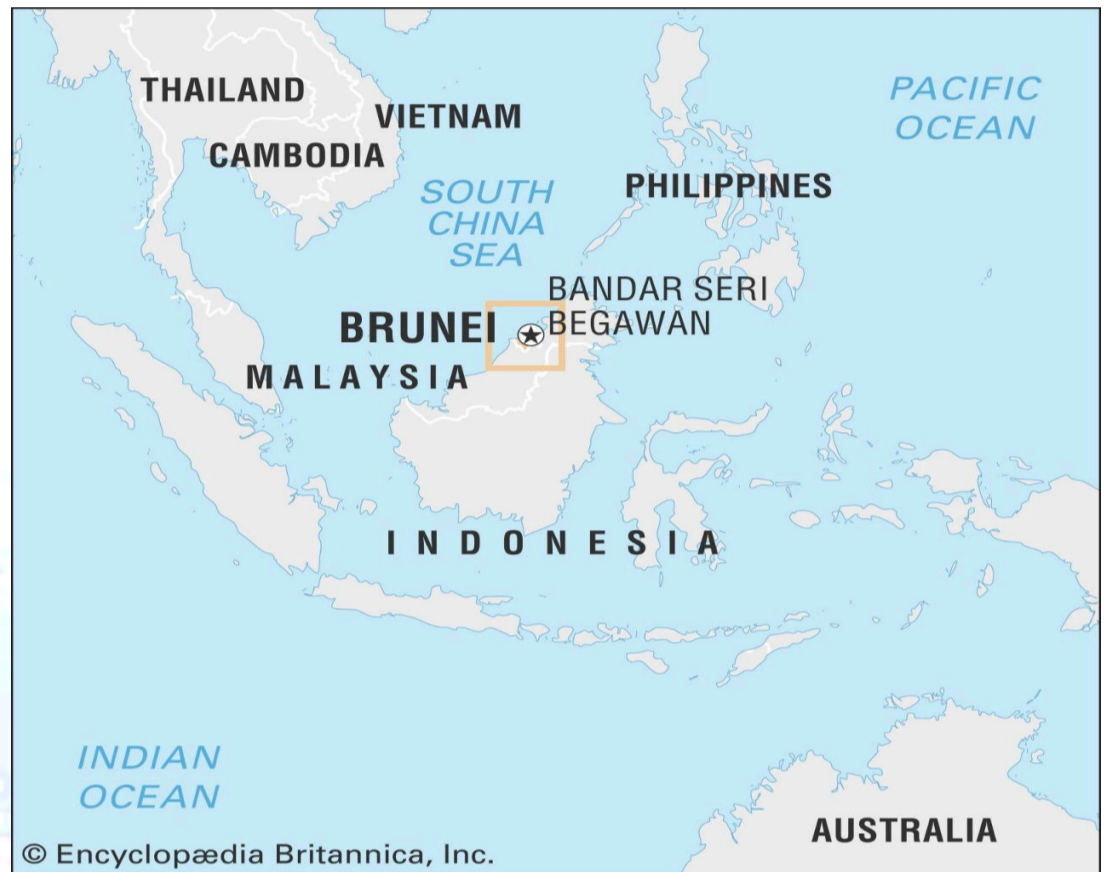 THAILAND
VIETNAM
CAMBODIA
PACIFIC
OCEAN
SOUTH
CHINA
SEA
PHILIPPINES
BANDAR SERI
BEGAWAN
BRUNEI
MALAYSIA
INDONESIA
INDIAN
OCEAN
AUSTRALIA
© Encyclopædia Britannica, Inc.